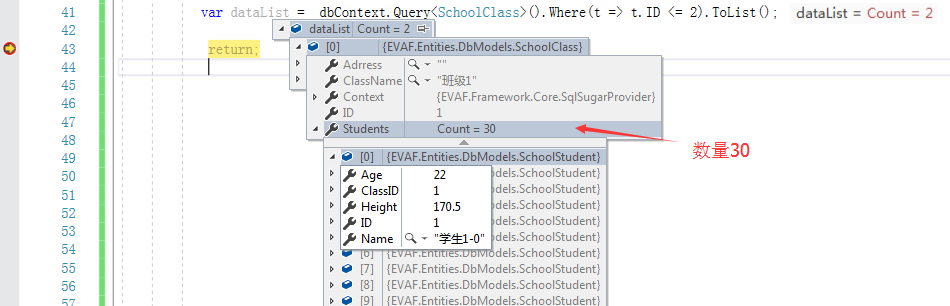 41 var dataList = dbContext.Query<SchoolClass>().Where(t => t.ID <= 2).ToList(); dataList = Count = 2
42 dataList Count = 2
43 return; [0] {EVAF.Entities.DbModels.SchoolClass}
44 Adrress ""
45 ClassName "班级1"
46 Context {EVAF.Framework.Core.SqlSugarProvider}
47 ID 1
48 Students Count = 30
数量30
49
50 [0] {EVAF.Entities.DbModels.SchoolStudent}
51 Age 22 .DbModels.SchoolStudent}
ClassID 1 .DbModels.SchoolStudent}
52 Height 170.5 .DbModels.SchoolStudent}
53 ID 1 .DbModels.SchoolStudent}
54 Name "学生1-0" .DbModels.SchoolStudent}
55 [6] {EVAF.Entities.DbModels.SchoolStudent}
[7] {EVAF.Entities.DbModels.SchoolStudent}
56 [8] {EVAF.Entities.DbModels.SchoolStudent}
57 [9] {EVAF.Entities.DbModels.SchoolStudent}